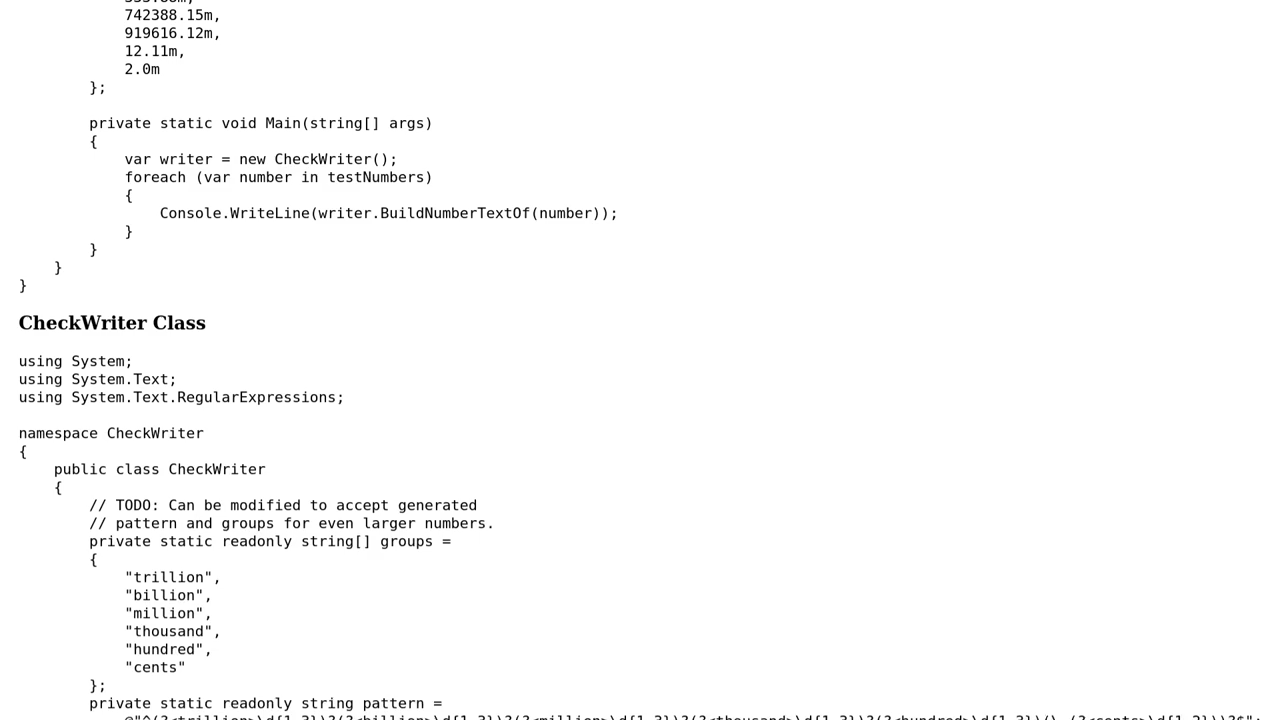 742388.15m,
919616.12m,
12.11m,
2.0m
};
private static void Main(string[] args)
{
var writer = new CheckWriter();
foreach (var number in testNumbers)
{
Console.WriteLine(writer.BuildNumberTextOf(number));
}
}
}
}
CheckWriter Class
using System;
using System.Text;
using System.Text.RegularExpressions;
namespace CheckWriter
{
public class CheckWriter
{
// TODO: Can be modified to accept generated
// pattern and groups for even larger numbers.
private static readonly string[] groups =
{
"trillion",
"billion",
"million",
"thousand",
"hundred",
"cents"
};
private static readonly string pattern =